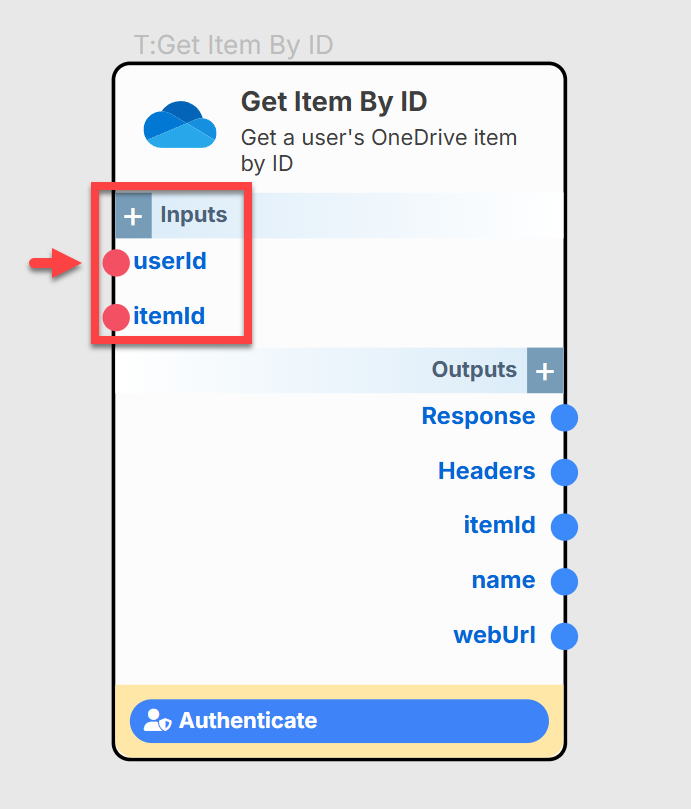 T:Get Item By ID
Get Item By ID
Get a user's OneDrive item
by ID
+ Inputs
userId
itemId
Outputs +
Response
Headers
itemId
name
webUrl
Authenticate